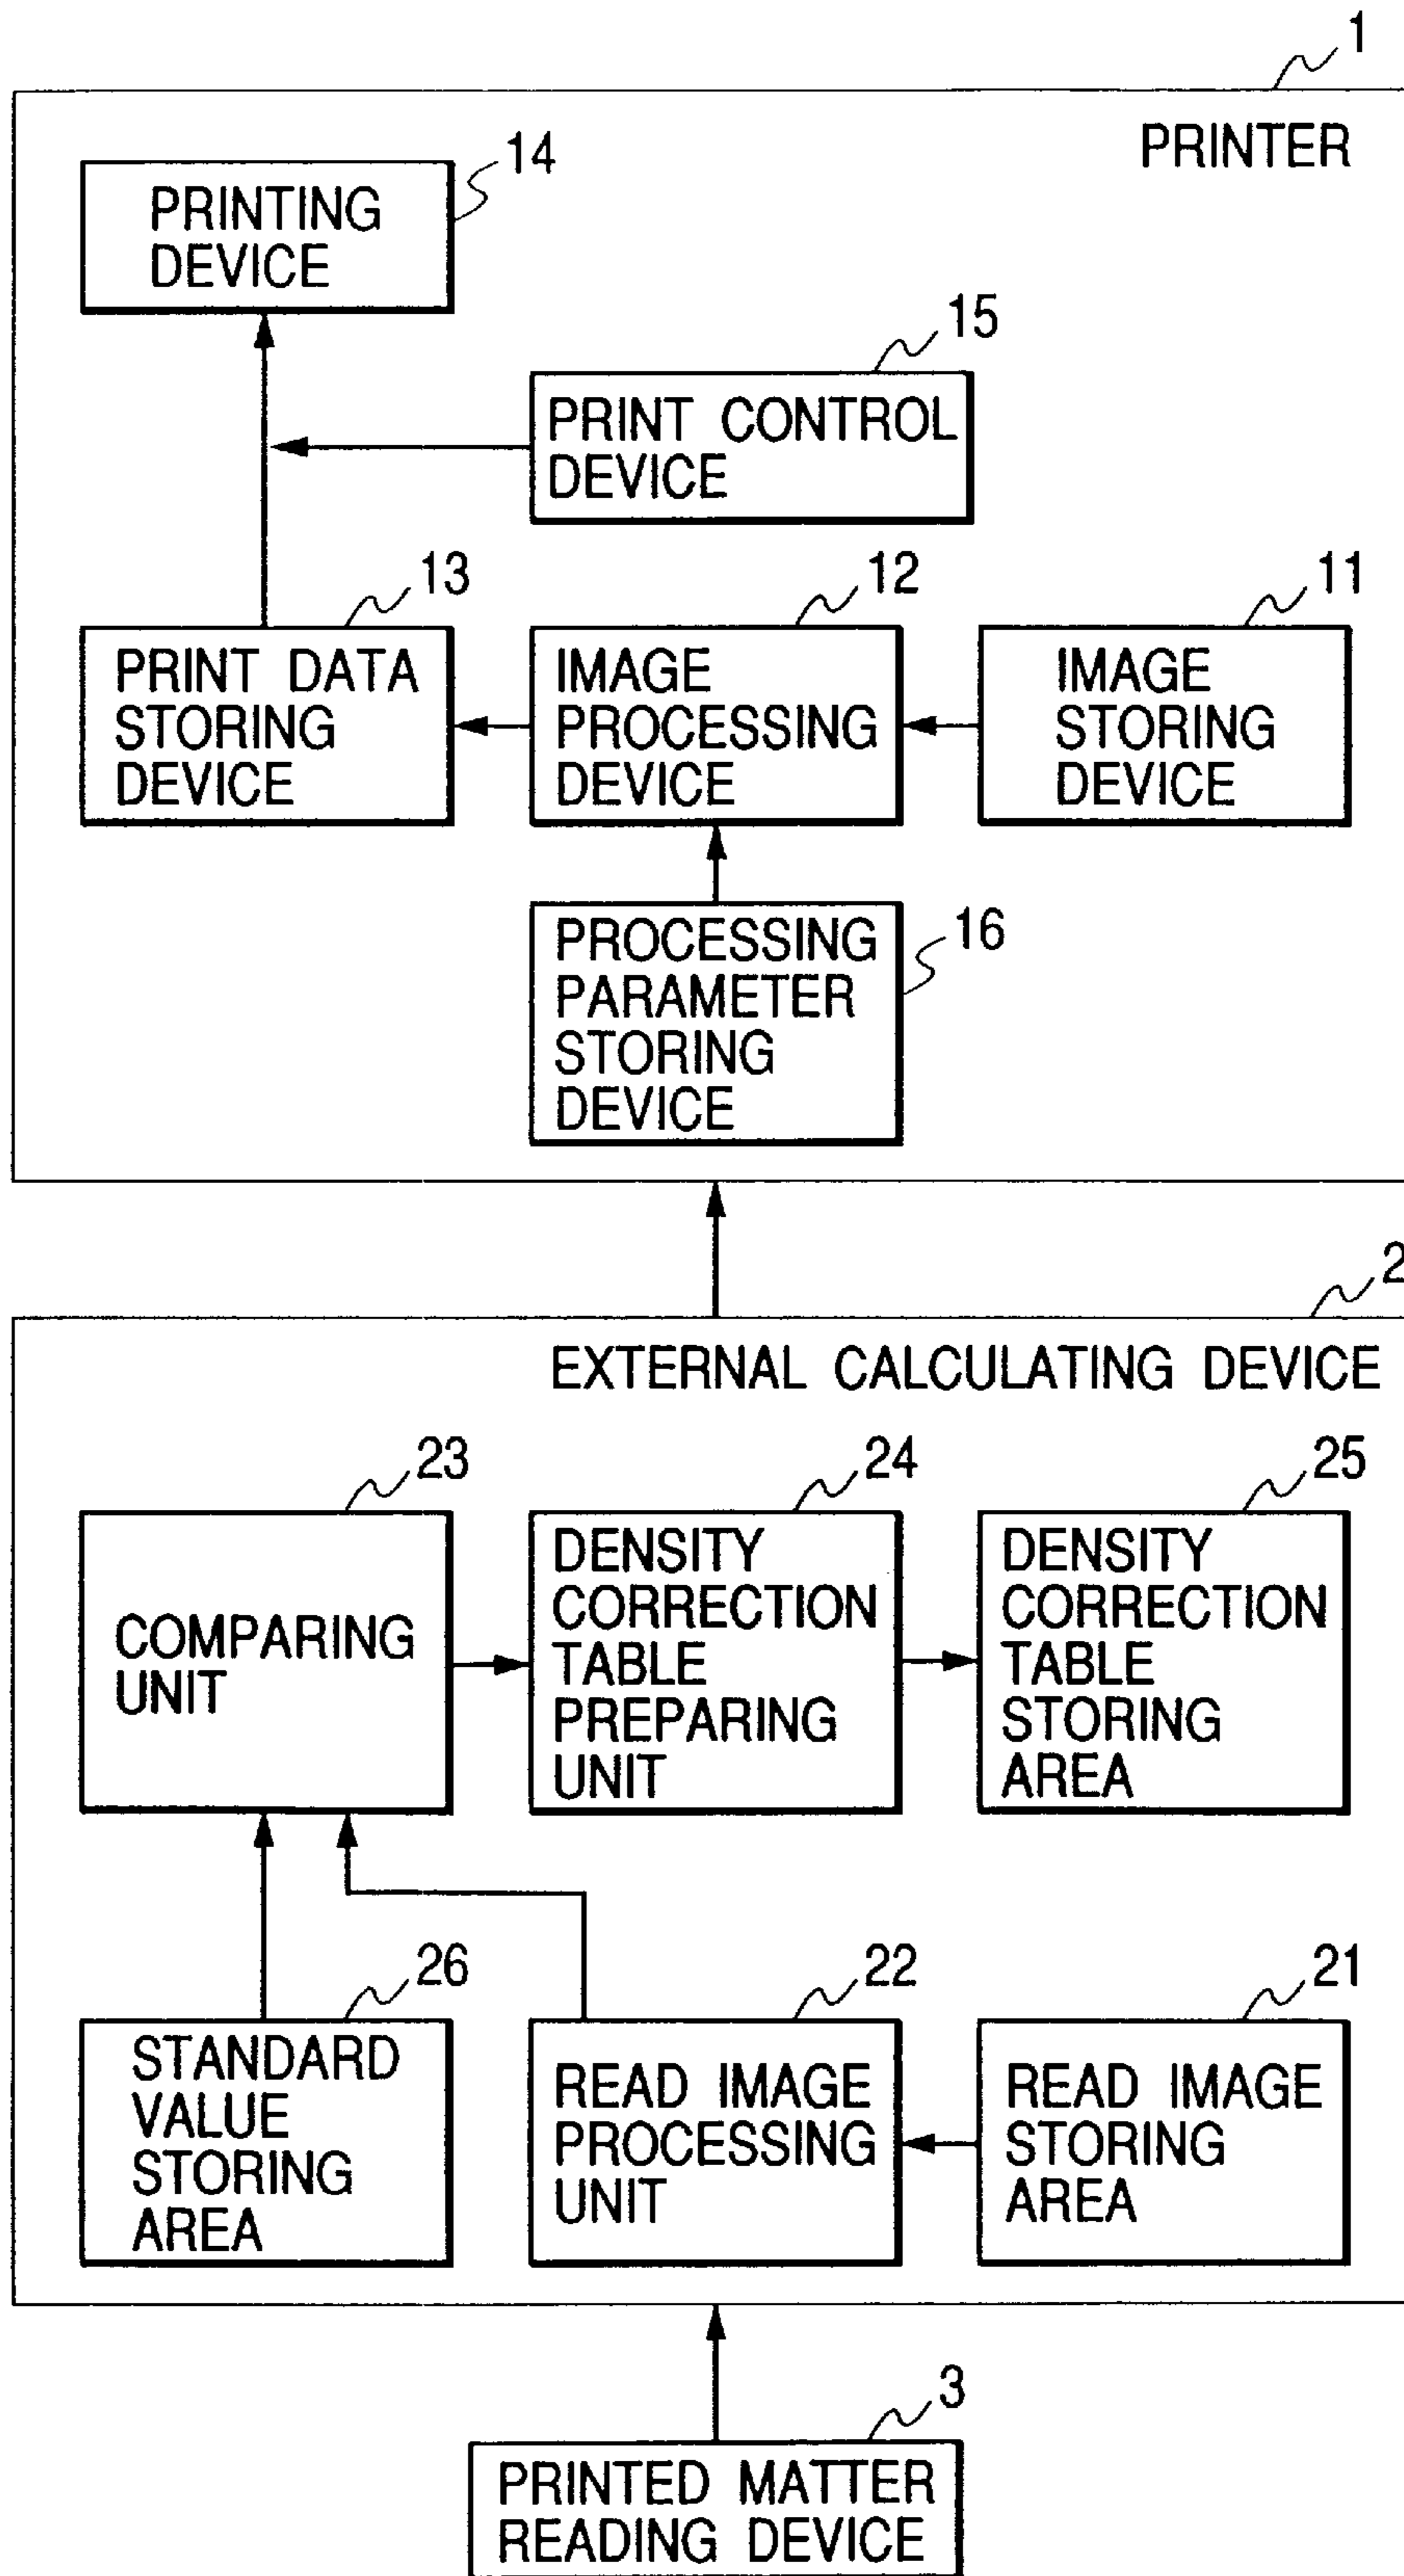 1
PRINTER
14
PRINTING
DEVICE
15
PRINT CONTROL
DEVICE
13
PRINT DATA
STORING
DEVICE
12
IMAGE
PROCESSING
DEVICE
11
IMAGE
STORING
DEVICE
16
PROCESSING
PARAMETER
STORING
DEVICE
2
EXTERNAL CALCULATING DEVICE
23
COMPARING
UNIT
24
DENSITY
CORRECTION
TABLE
PREPARING
UNIT
25
DENSITY
CORRECTION
TABLE
STORING
AREA
26
STANDARD
VALUE
STORING
AREA
22
READ IMAGE
PROCESSING
UNIT
21
READ IMAGE
STORING
AREA
3
PRINTED MATTER
READING DEVICE